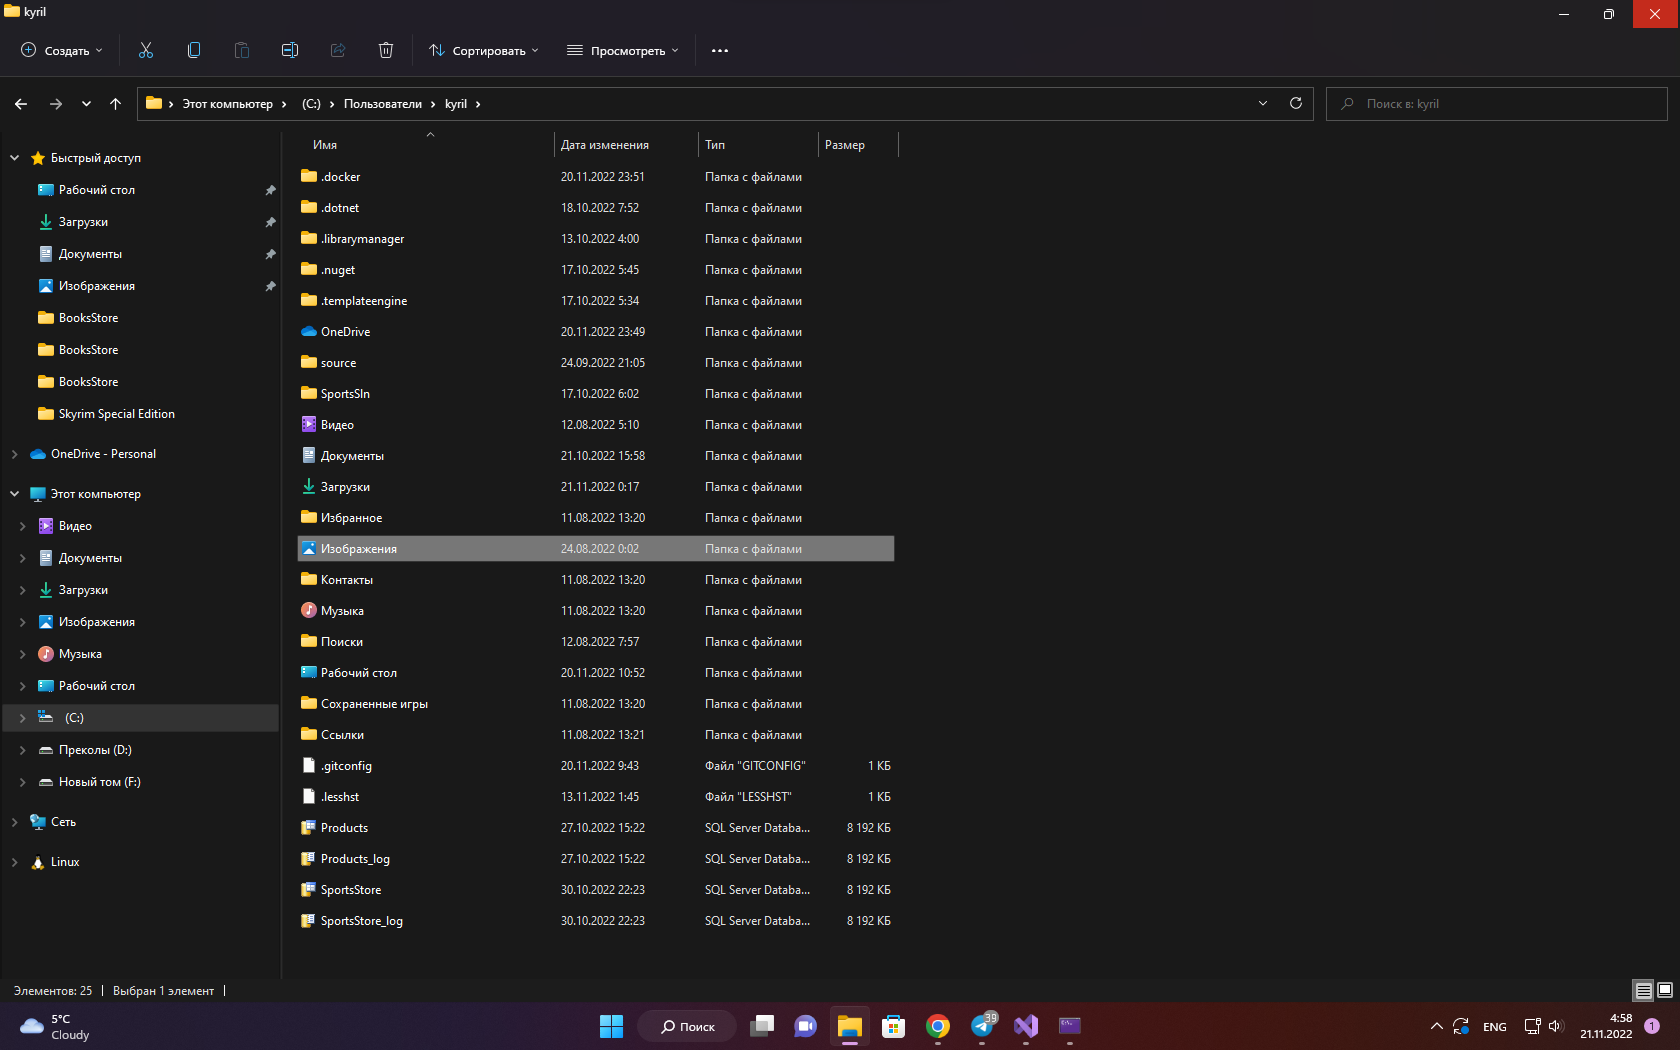 kyril
Создать
Сортировать
Просмотреть
Этот компьютер
(C:)
Пользователи
kyril
Поиск в: kyril
Быстрый доступ
Рабочий стол
Загрузки
Документы
Изображения
BooksStore
BooksStore
BooksStore
Skyrim Special Edition
OneDrive - Personal
Этот компьютер
Видео
Документы
Загрузки
Изображения
Музыка
Рабочий стол
(C:)
Преколы (D:)
Новый том (F:)
Сеть
Linux
Имя Дата изменения Тип Размер
.docker 20.11.2022 23:51 Папка с файлами
.dotnet 18.10.2022 7:52 Папка с файлами
.librarymanager 13.10.2022 4:00 Папка с файлами
.nuget 17.10.2022 5:45 Папка с файлами
.templateengine 17.10.2022 5:34 Папка с файлами
OneDrive 20.11.2022 23:49 Папка с файлами
source 24.09.2022 21:05 Папка с файлами
SportsSln 17.10.2022 6:02 Папка с файлами
Видео 12.08.2022 5:10 Папка с файлами
Документы 21.10.2022 15:58 Папка с файлами
Загрузки 21.11.2022 0:17 Папка с файлами
Избранное 11.08.2022 13:20 Папка с файлами
Изображения 24.08.2022 0:02 Папка с файлами
Контакты 11.08.2022 13:20 Папка с файлами
Музыка 11.08.2022 13:20 Папка с файлами
Поиски 12.08.2022 7:57 Папка с файлами
Рабочий стол 20.11.2022 10:52 Папка с файлами
Сохраненные игры 11.08.2022 13:20 Папка с файлами
Ссылки 11.08.2022 13:21 Папка с файлами
.gitconfig 20.11.2022 9:43 Файл "GITCONFIG" 1 КБ
.lesshst 13.11.2022 1:45 Файл "LESSHST" 1 КБ
Products 27.10.2022 15:22 SQL Server Databa... 8 192 КБ
Products_log 27.10.2022 15:22 SQL Server Databa... 8 192 КБ
SportsStore 30.10.2022 22:23 SQL Server Databa... 8 192 КБ
SportsStore_log 30.10.2022 22:23 SQL Server Databa... 8 192 КБ
Элементов: 25 Выбран 1 элемент
5°C
Cloudy
Поиск
39
ENG
4:58
21.11.2022
1